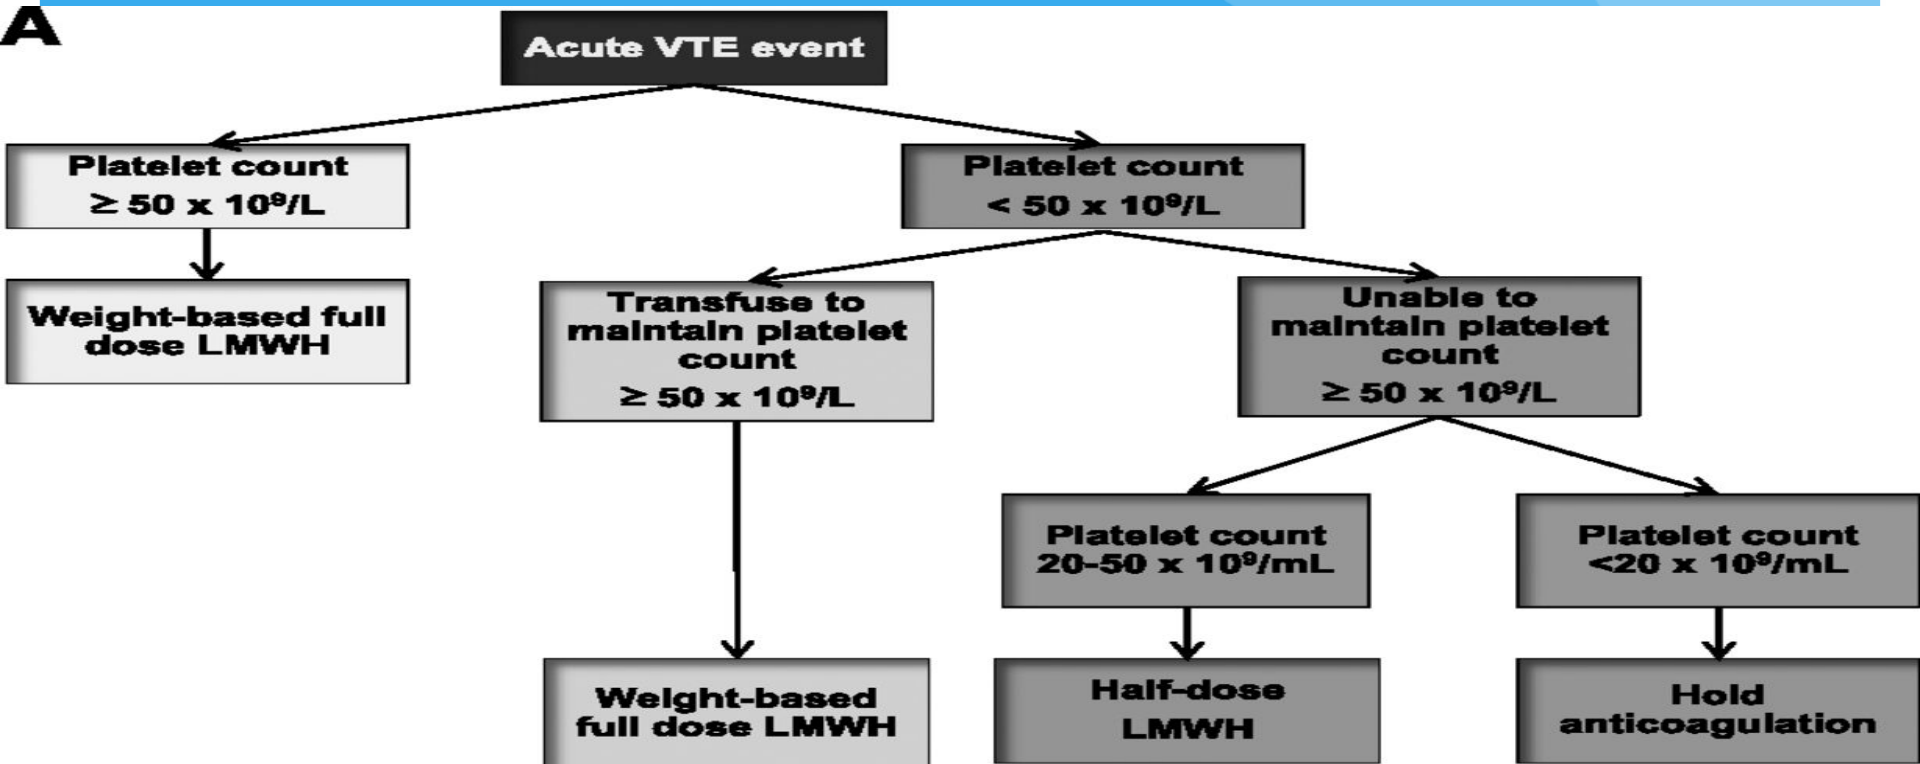 A
Acute VTE event
Platelet count
≥ 50 x 10⁹/L
Platelet count
< 50 x 10⁹/L
Weight-based full
dose LMWH
Transfuse to
maintain platelet
count
≥ 50 x 10⁹/L
Unable to
maintain platelet
count
≥ 50 x 10⁹/L
Platelet count
20-50 x 10⁹/mL
Platelet count
<20 x 10⁹/mL
Weight-based
full dose LMWH
Half-dose
LMWH
Hold
anticoagulation